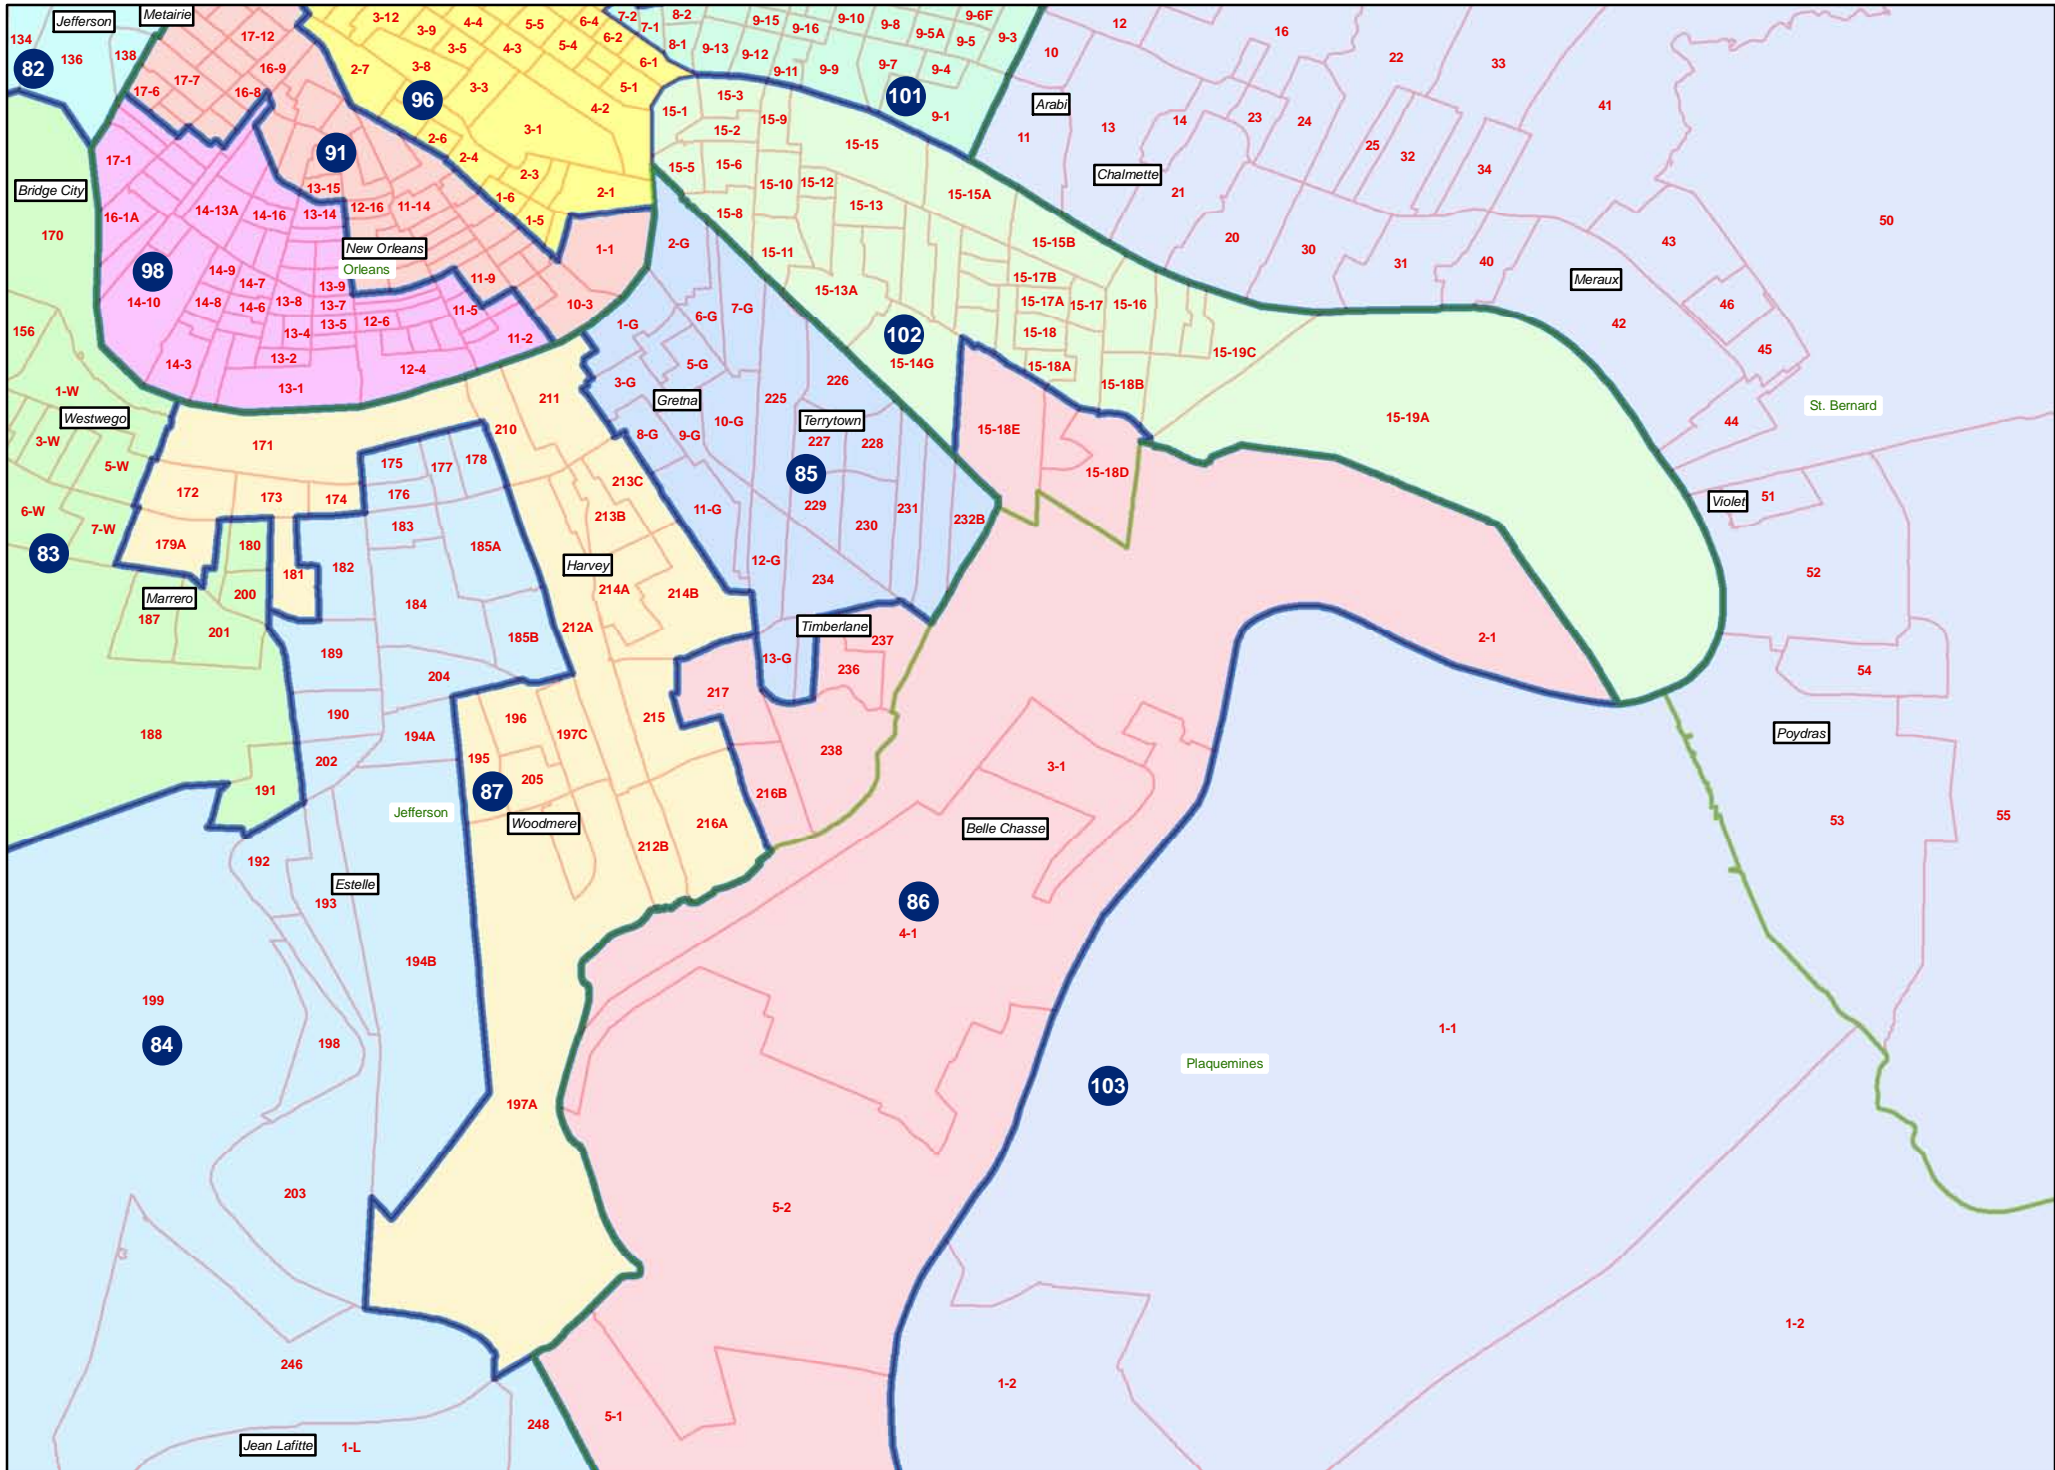 Jefferson
Metairie
3-12
4-4
5-5
6-4
7-2
8-2
9-15
9-10
9-6F
12
134
136
138
17-12
3-9
3-5
4-3
5-4
6-2
7-1
8-1
9-13
9-16
9-8
9-5A
9-5
9-3
10
16
22
33
82
17-7
16-9
2-7
3-8
6-1
9-12
9-11
9-9
9-7
9-4
17-6
16-8
96
3-3
5-1
4-2
15-1
15-3
15-9
101
9-1
Arabi
11
13
14
23
24
25
32
34
41
17-1
91
2-6
2-4
3-1
15-2
15-15
Chalmette
21
Bridge City
13-15
2-3
1-6
2-1
15-5
15-6
15-10
15-12
15-15A
170
16-1A
14-13A
14-16
13-14
12-16
11-14
1-5
15-8
15-13
20
30
31
40
43
50
New Orleans
Orleans
1-1
2-G
15-11
15-15B
98
14-10
14-9
14-7
13-9
11-9
15-13A
15-17B
Meraux
46
14-8
14-6
13-8
13-7
13-5
12-6
11-5
10-3
7-G
6-G
1-G
15-17A
15-17
15-16
42
156
13-4
11-2
102
15-18
45
14-3
13-2
12-4
5-G
15-14G
15-18A
15-19C
1-W
13-1
3-G
226
15-18B
Westwego
211
Gretna
225
Terrytown
15-19A
St. Bernard
3-W
171
210
8-G
9-G
10-G
227
228
15-18E
44
5-W
175
177
178
213C
85
15-18D
172
173
174
176
6-W
7-W
183
213B
11-G
229
230
231
232B
Violet
51
83
179A
180
181
182
185A
Harvey
12-G
234
52
Marrero
200
184
214A
214B
187
201
185B
212A
Timberlane
237
2-1
189
204
13-G
236
54
188
190
194A
196
197C
215
217
238
Poydras
202
195
205
3-1
191
87
216B
53
55
Jefferson
Woodmere
212B
216A
Belle Chasse
192
Estelle
193
86
4-1
194B
199
84
198
1-1
103
Plaquemines
197A
203
5-2
246
1-2
1-2
248
5-1
Jean Lafitte
1-L